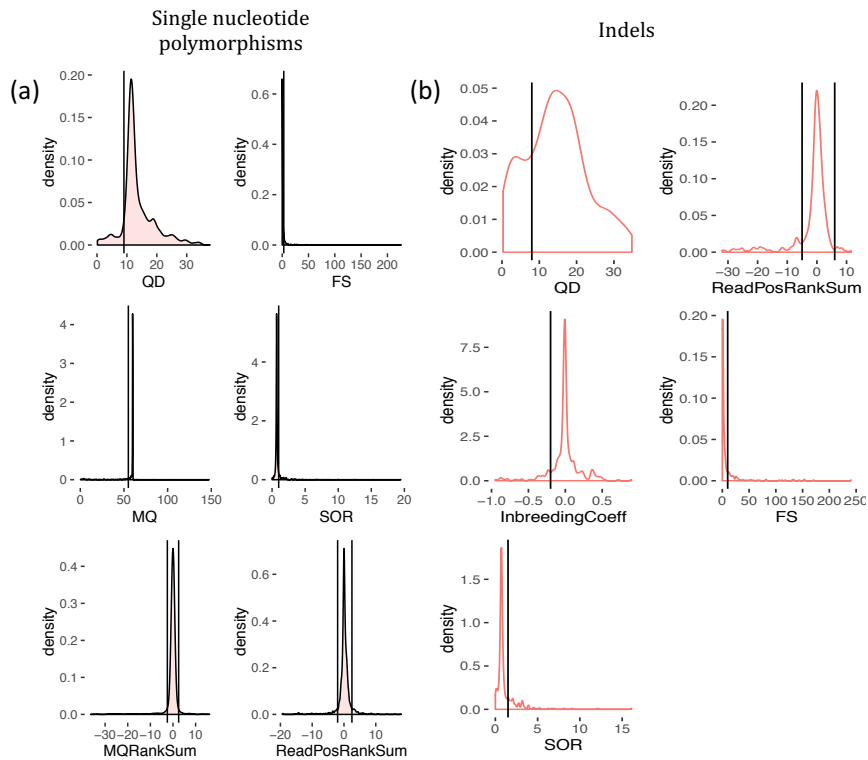 Single nucleotide
polymorphisms
Indels
(a)
0.20
0.15
0.10
0.05
0.00
density
0 10 20 30
QD
0.6
0.4
0.2
0.0
density
0 50 100 150 200
FS
(b)
0.05
0.04
0.03
0.02
0.01
0.00
density
0 10 20 30
QD
0.20
0.15
0.10
0.05
0.00
density
−30 −20 −10 0 10
ReadPosRankSum
4
3
2
1
0
density
0 50 100 150
MQ
4
2
0
density
0 5 10 15 20
SOR
7.5
5.0
2.5
0.0
density
−1.0 −0.5 0.0 0.5
InbreedingCoeff
0.20
0.15
0.10
0.05
0.00
density
0 50 100 150 200 250
FS
0.4
0.3
0.2
0.1
0.0
density
−30 −20 −10 0 10
MQRankSum
0.6
0.4
0.2
0.0
density
−20 −10 0 10
ReadPosRankSum
1.5
1.0
0.5
0.0
density
0 5 10 15
SOR